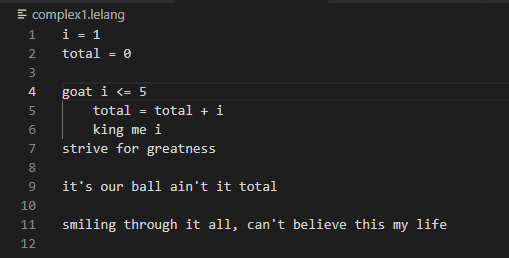 complex1.lelang
1 i = 1
2 total = 0
3
4 goat i <= 5
5     total = total + i
6     king me i
7 strive for greatness
8
9 it's our ball ain't it total
10
11 smiling through it all, can't believe this my life
12